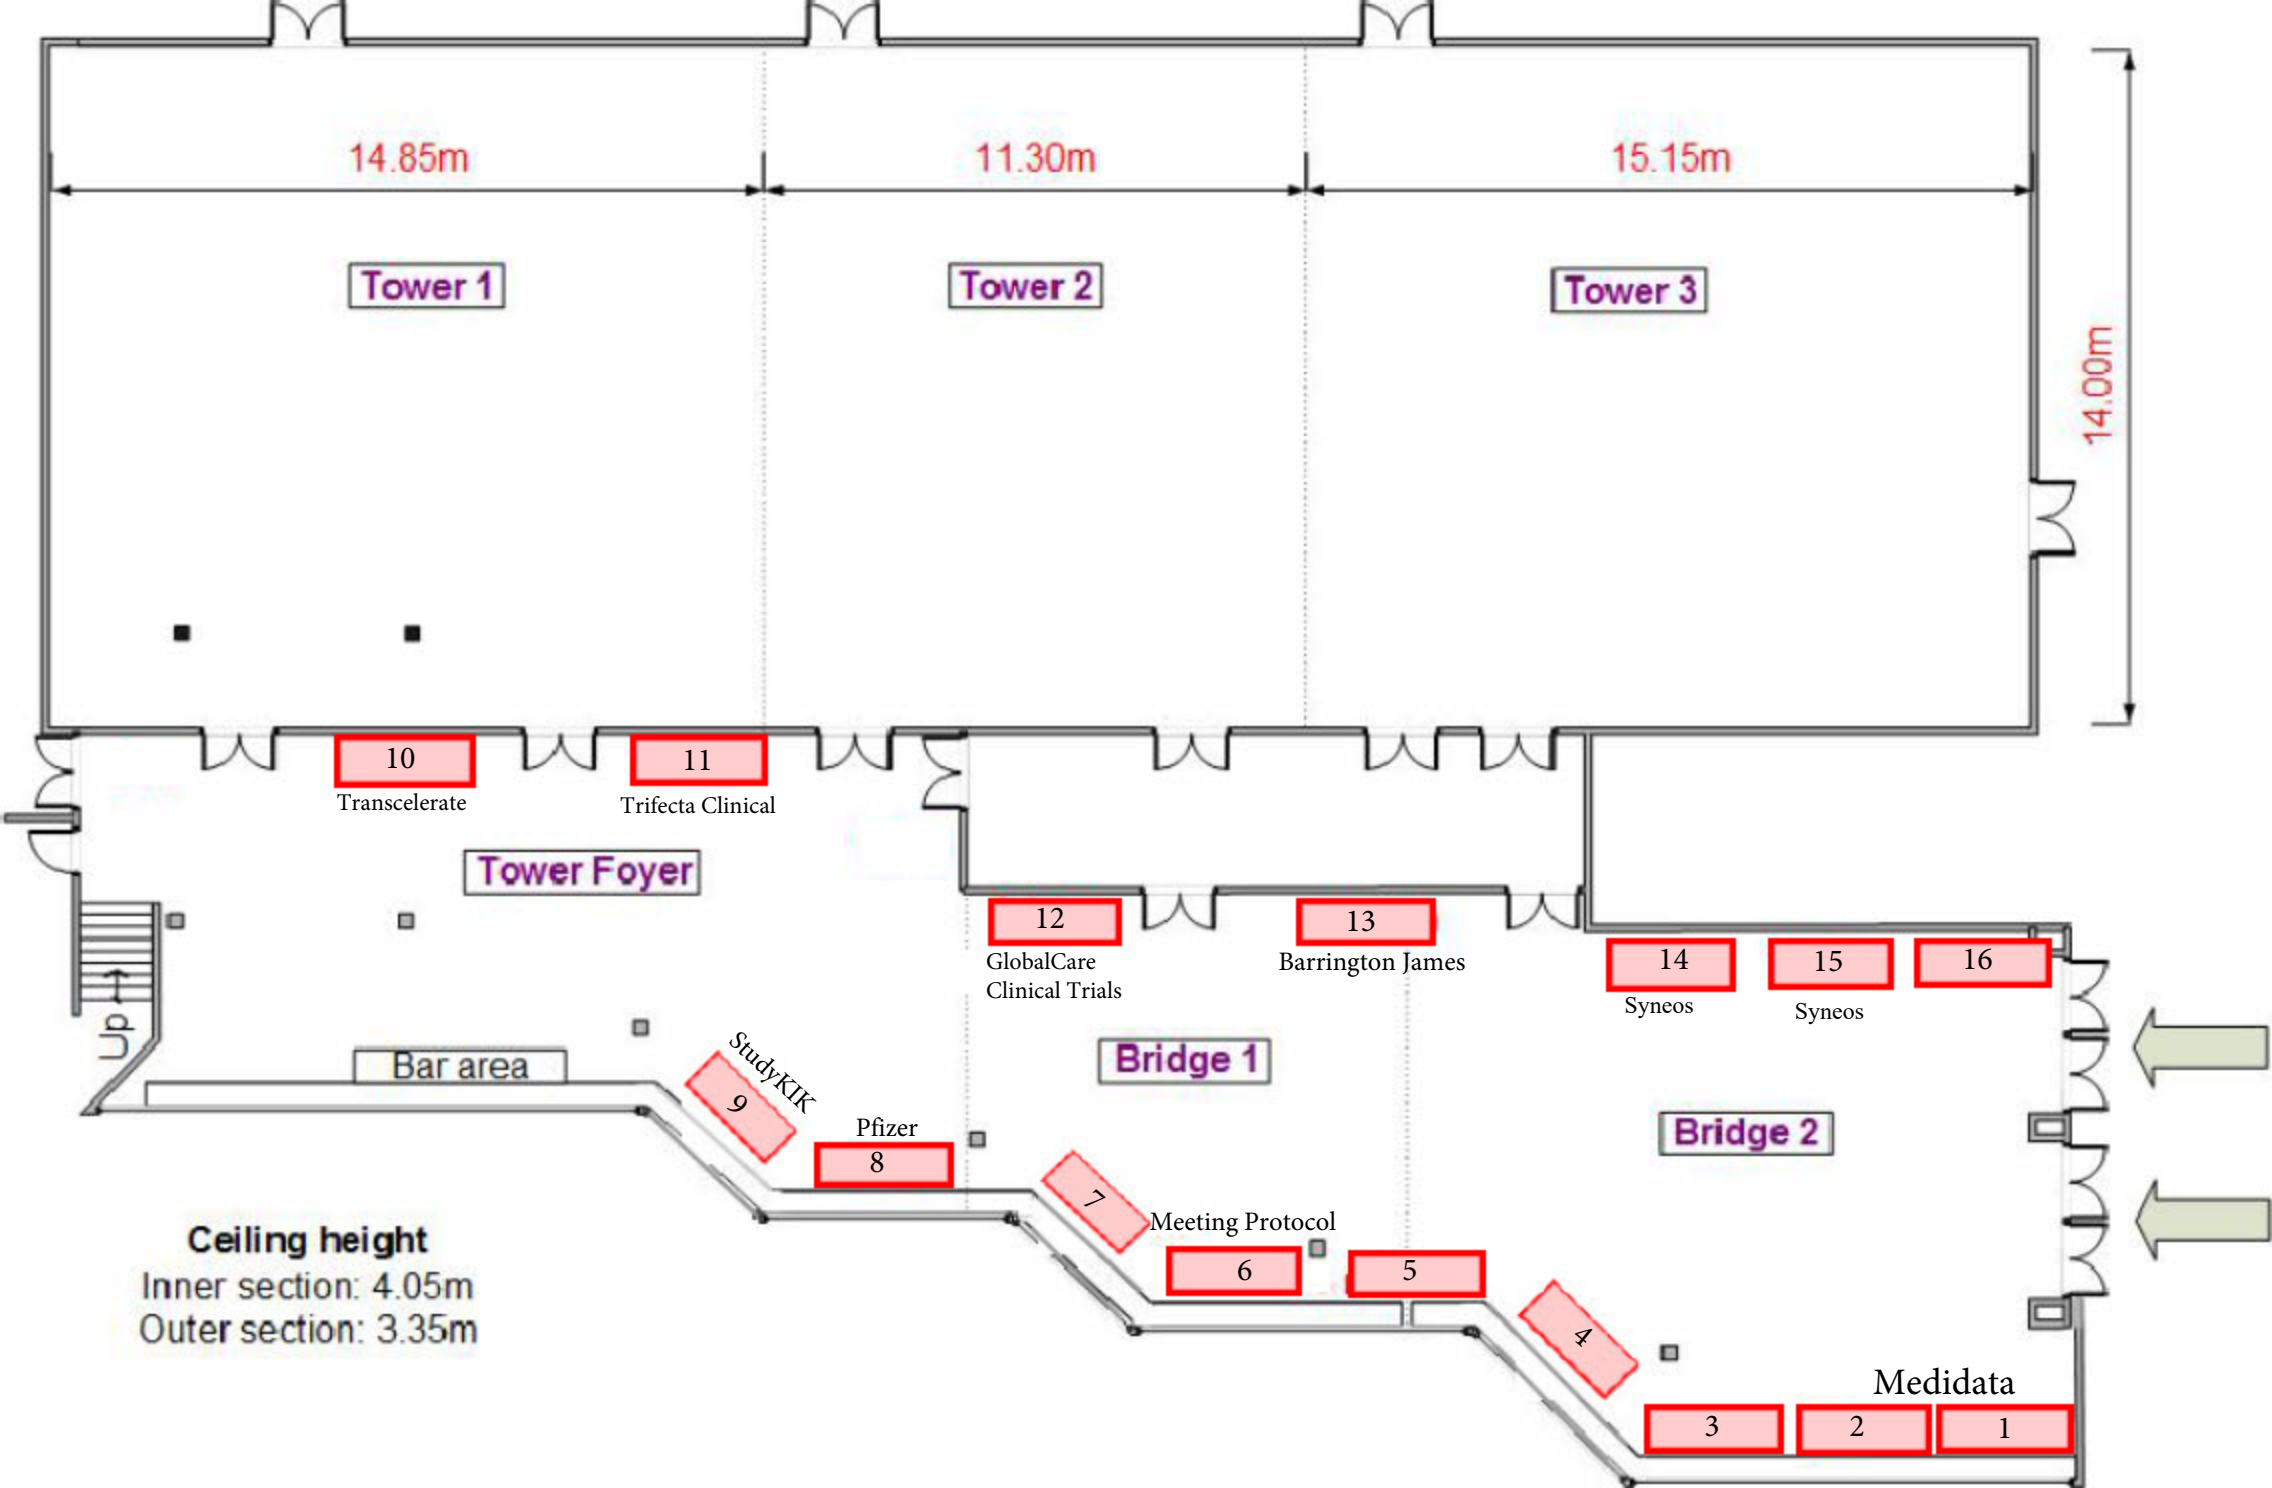 14.85m
11.30m
15.15m
Tower 1
Tower 2
Tower 3
14.00m
10
Transcelerate
11
Trifecta Clinical
Tower Foyer
12
GlobalCare
Clinical Trials
13
Barrington James
14
Syneos
15
Syneos
16
Up
Bar area
StudyKIK
9
Pfizer
8
Bridge 1
Bridge 2
7
Meeting Protocol
6
5
4
Medidata
3
2
1
Ceiling height
Inner section: 4.05m
Outer section: 3.35m